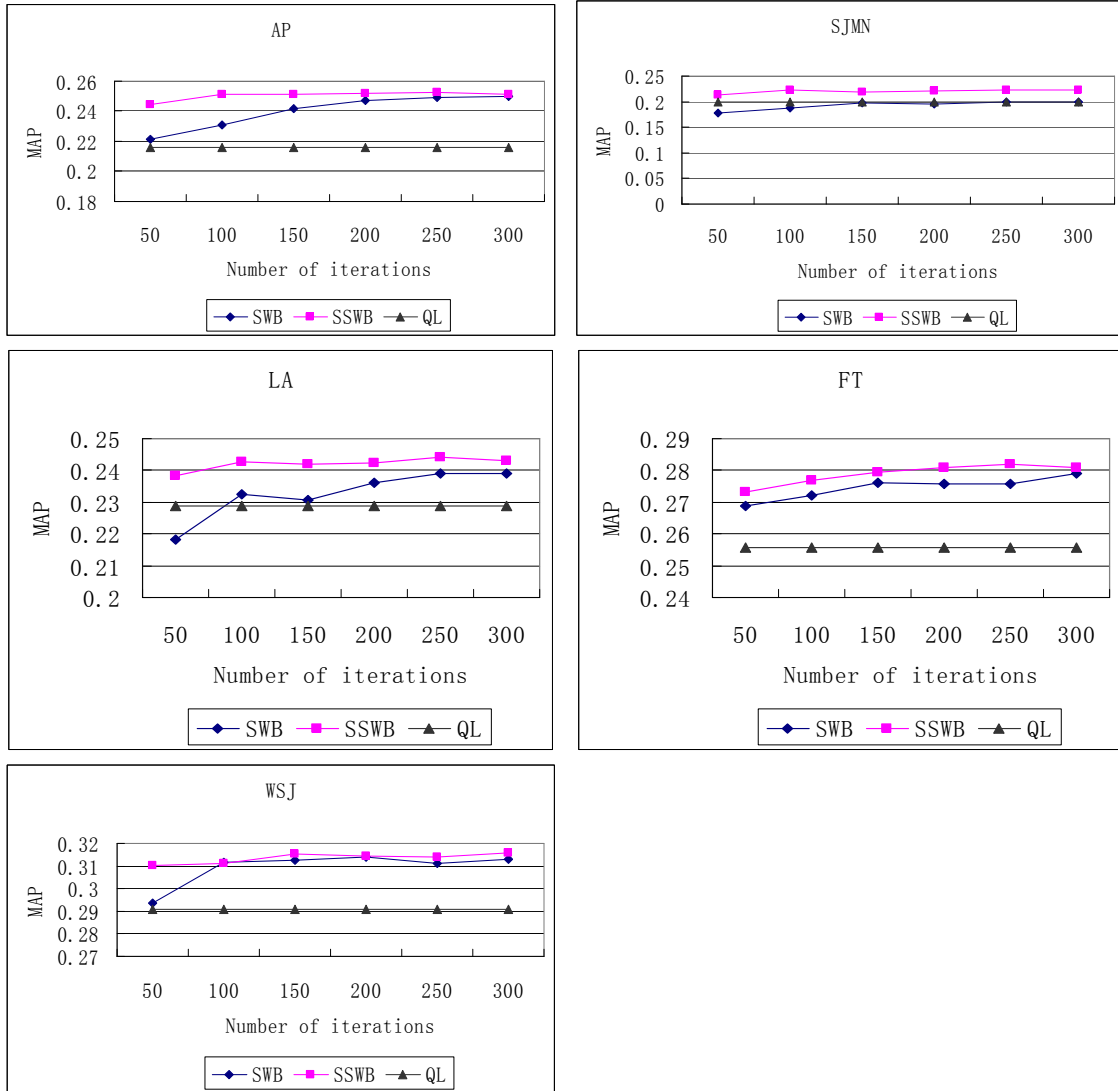 AP
0.26
0.24
0.22
0.2
0.18
MAP
50 100 150 200 250 300
Number of iterations
SWB SSWB QL
SJMN
0.25
0.2
0.15
0.1
0.05
0
MAP
50 100 150 200 250 300
Number of iterations
SWB SSWB QL
LA
0.25
0.24
0.23
0.22
0.21
0.2
MAP
50 100 150 200 250 300
Number of iterations
SWB SSWB QL
FT
0.29
0.28
0.27
0.26
0.25
0.24
MAP
50 100 150 200 250 300
Number of iterations
SWB SSWB QL
WSJ
0.32
0.31
0.3
0.29
0.28
0.27
MAP
50 100 150 200 250 300
Number of iterations
SWB SSWB QL